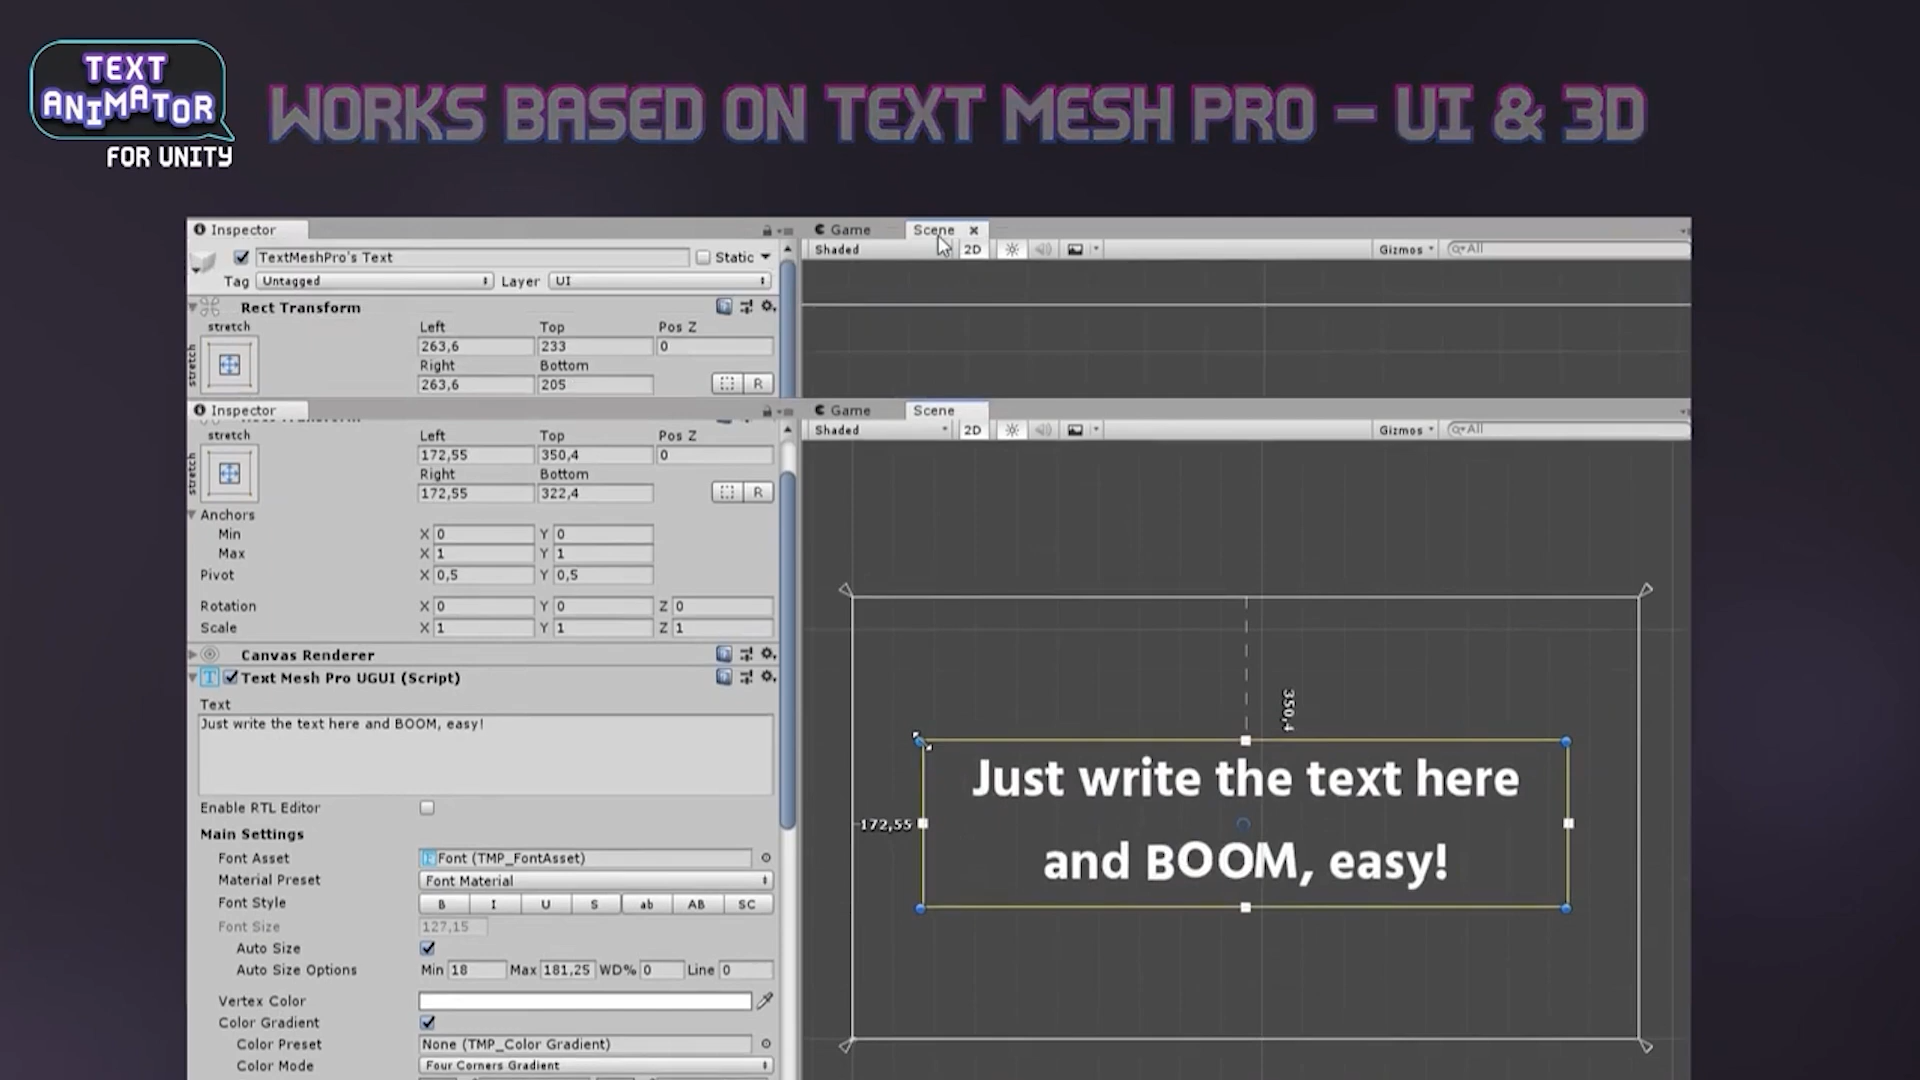 TEXT
ANIMATOR
FOR UNITY
WORKS BASED ON TEXT MESH PRO - UI & 3D
Inspector
TextMeshPro's Text
Static
Tag Untagged Layer UI
Rect Transform
stretch
stretch
Left Top Pos Z
263,6 233 0
Right Bottom
263,6 205 R
Game Scene
Shaded 2D Gizmos All
Inspector
stretch
stretch
Left Top Pos Z
172,55 350,4 0
Right Bottom
172,55 322,4 R
Anchors
Min X 0 Y 0
Max X 1 Y 1
Pivot X 0,5 Y 0,5
Rotation X 0 Y 0 Z 0
Scale X 1 Y 1 Z 1
Canvas Renderer
Text Mesh Pro UGUI (Script)
Text
Just write the text here and BOOM, easy!
Enable RTL Editor
Main Settings
Font Asset Font (TMP_FontAsset)
Material Preset Font Material
Font Style B I U S ab AB SC
Font Size 127,15
Auto Size
Auto Size Options Min 18 Max 181,25 WD% 0 Line 0
Vertex Color
Color Gradient
Color Preset None (TMP_Color Gradient)
Color Mode Four Corners Gradient
Game Scene
Shaded 2D Gizmos All
350,4
172,55
Just write the text here
and BOOM, easy!